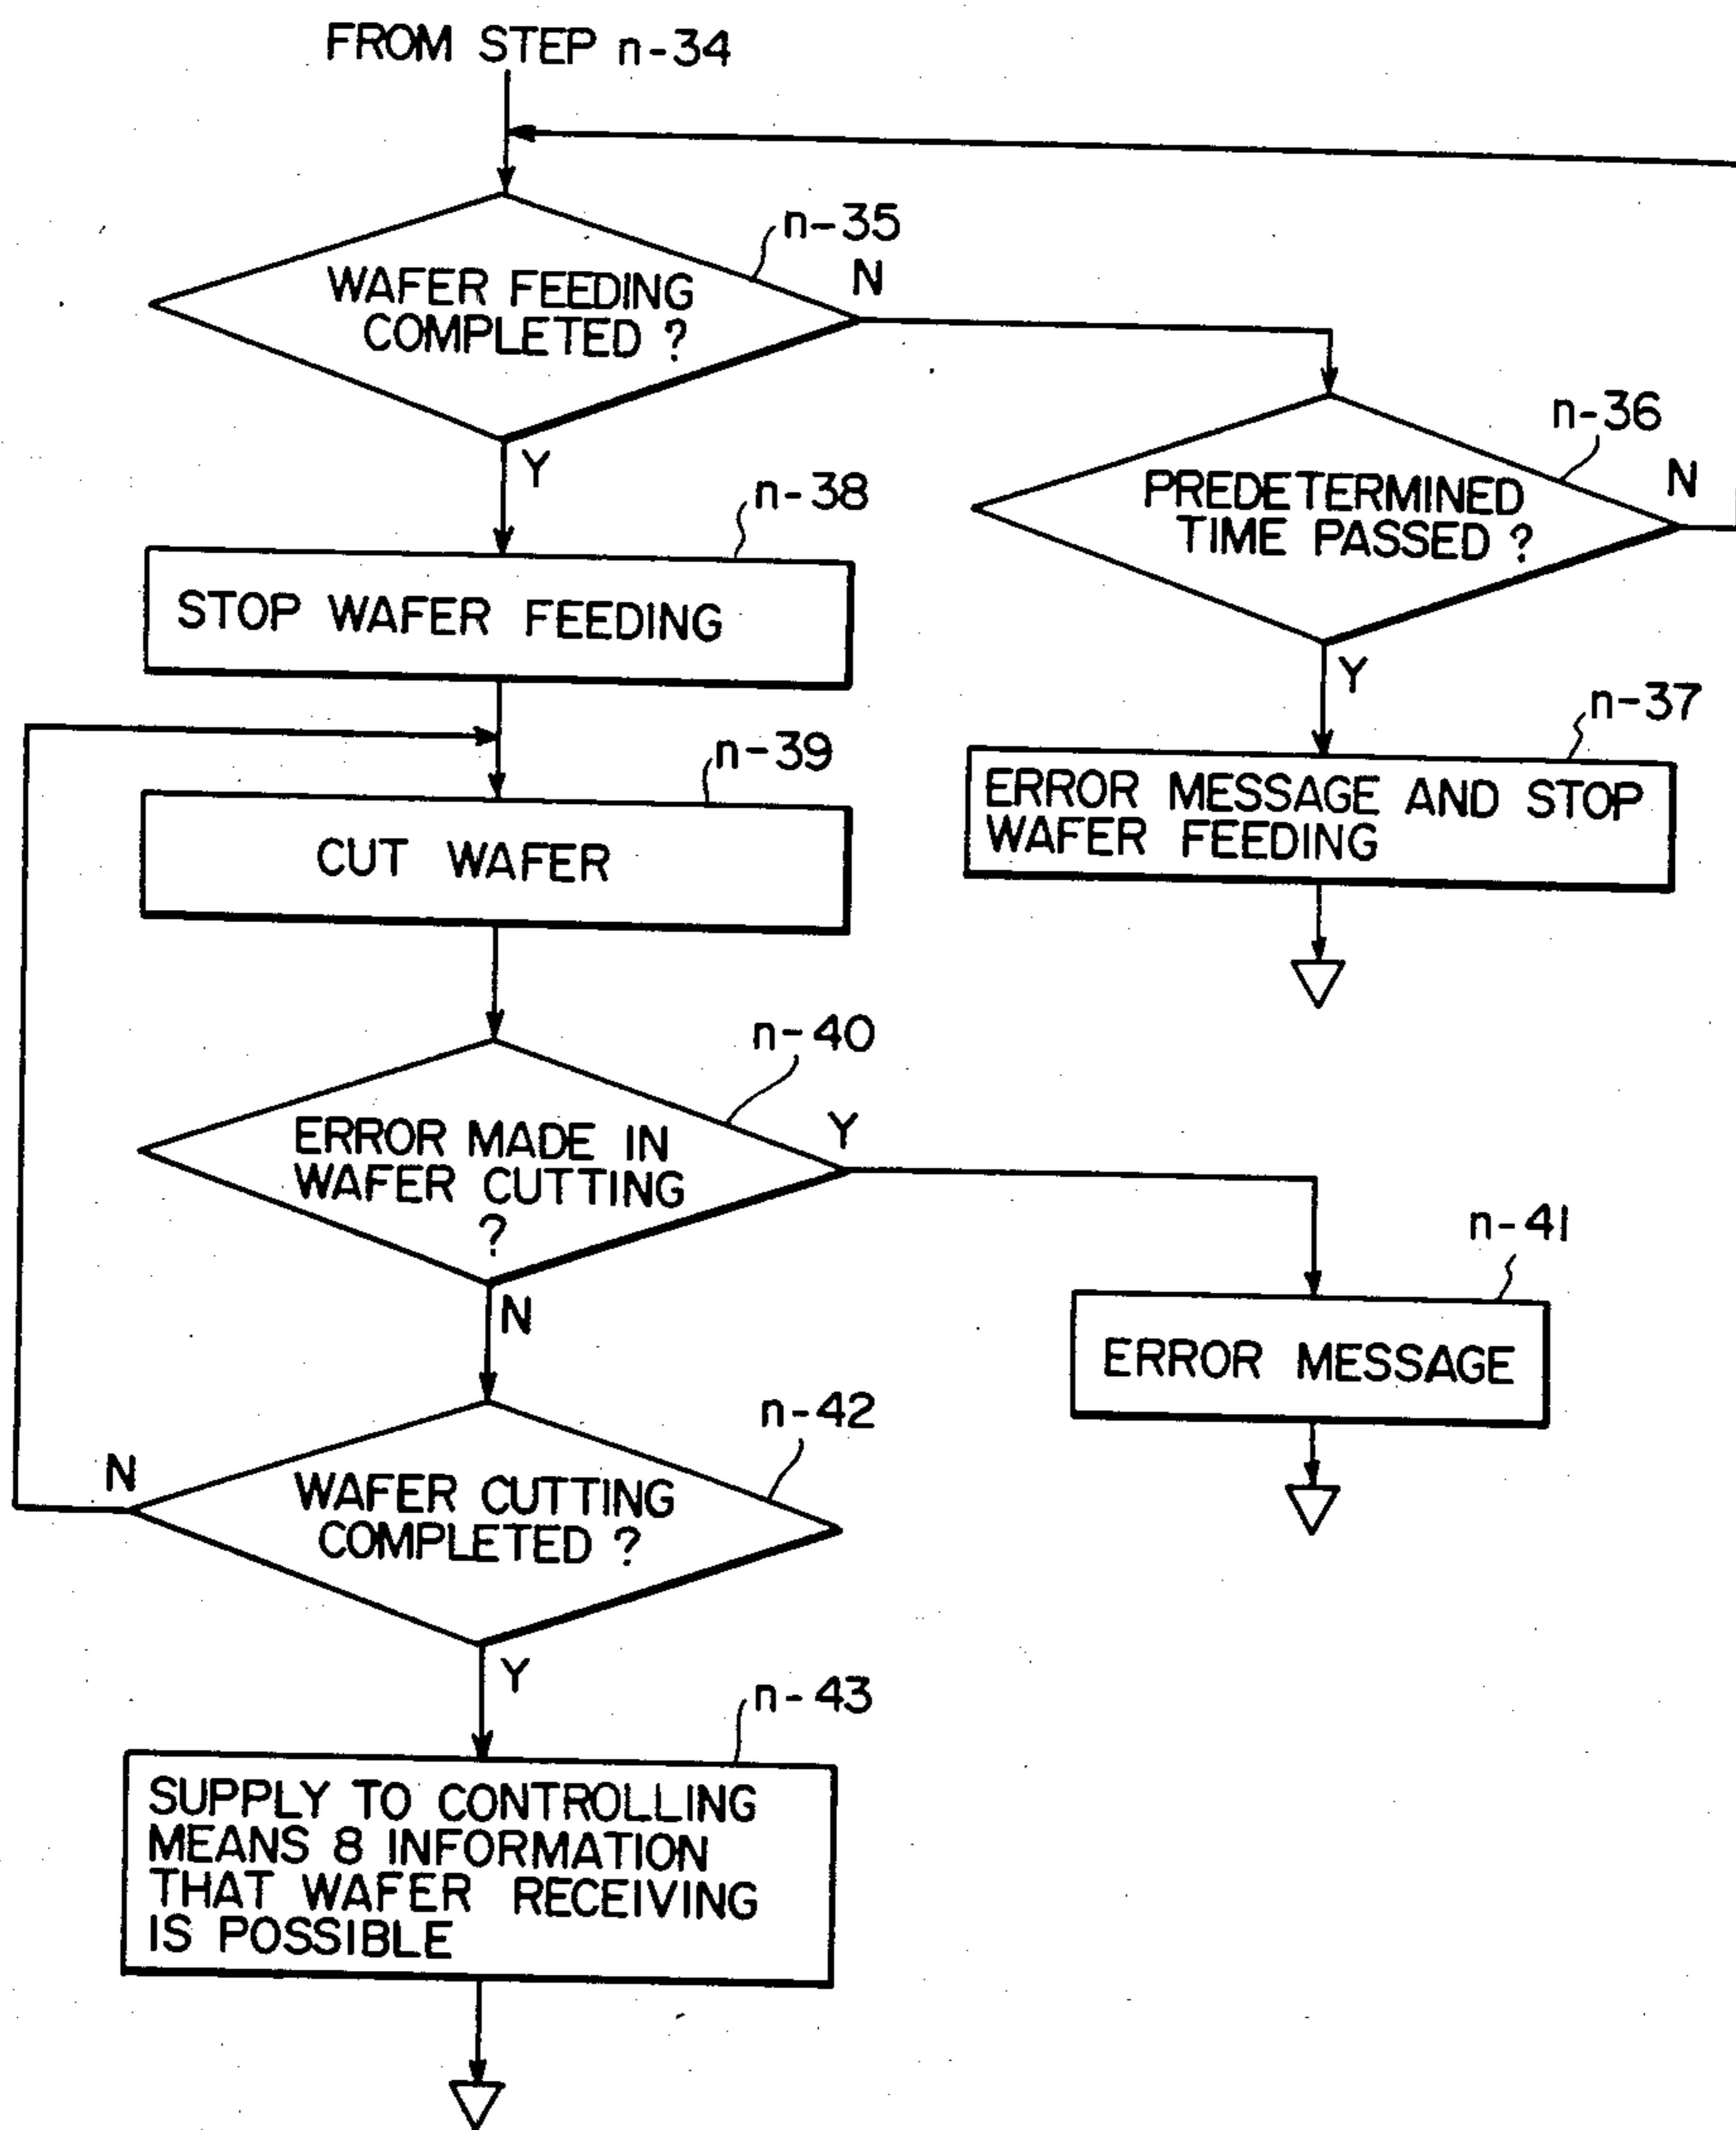 FROM STEP n-34
n-35
N
WAFER FEEDING
COMPLETED ?
Y
n-36
N
PREDETERMINED
TIME PASSED ?
Y
n-38
STOP WAFER FEEDING
n-37
ERROR MESSAGE AND STOP
WAFER FEEDING
n-39
CUT WAFER
n-40
Y
ERROR MADE IN
WAFER CUTTING
?
N
n-41
ERROR MESSAGE
n-42
N
WAFER CUTTING
COMPLETED ?
Y
n-43
SUPPLY TO CONTROLLING
MEANS 8 INFORMATION
THAT WAFER RECEIVING
IS POSSIBLE